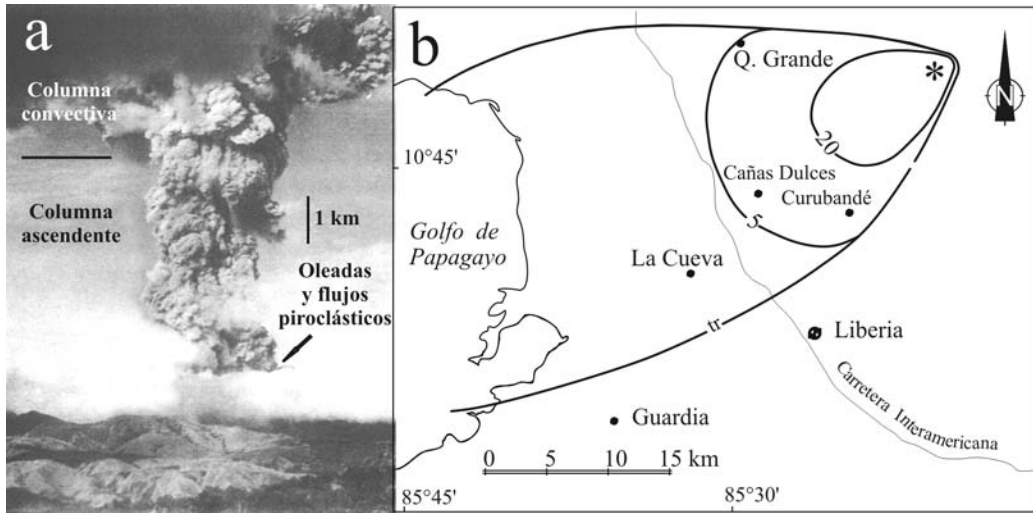 a
Columna
convectiva
Columna
ascendente
1 km
Oleadas
y flujos
piroclásticos
b
Q. Grande
*
N
20
10°45'
Cañas Dulces
Curubandé
5
Golfo de
Papagayo
La Cueva
tr
Liberia
Carretera Interamericana
Guardia
0 5 10 15 km
85°45' 85°30'